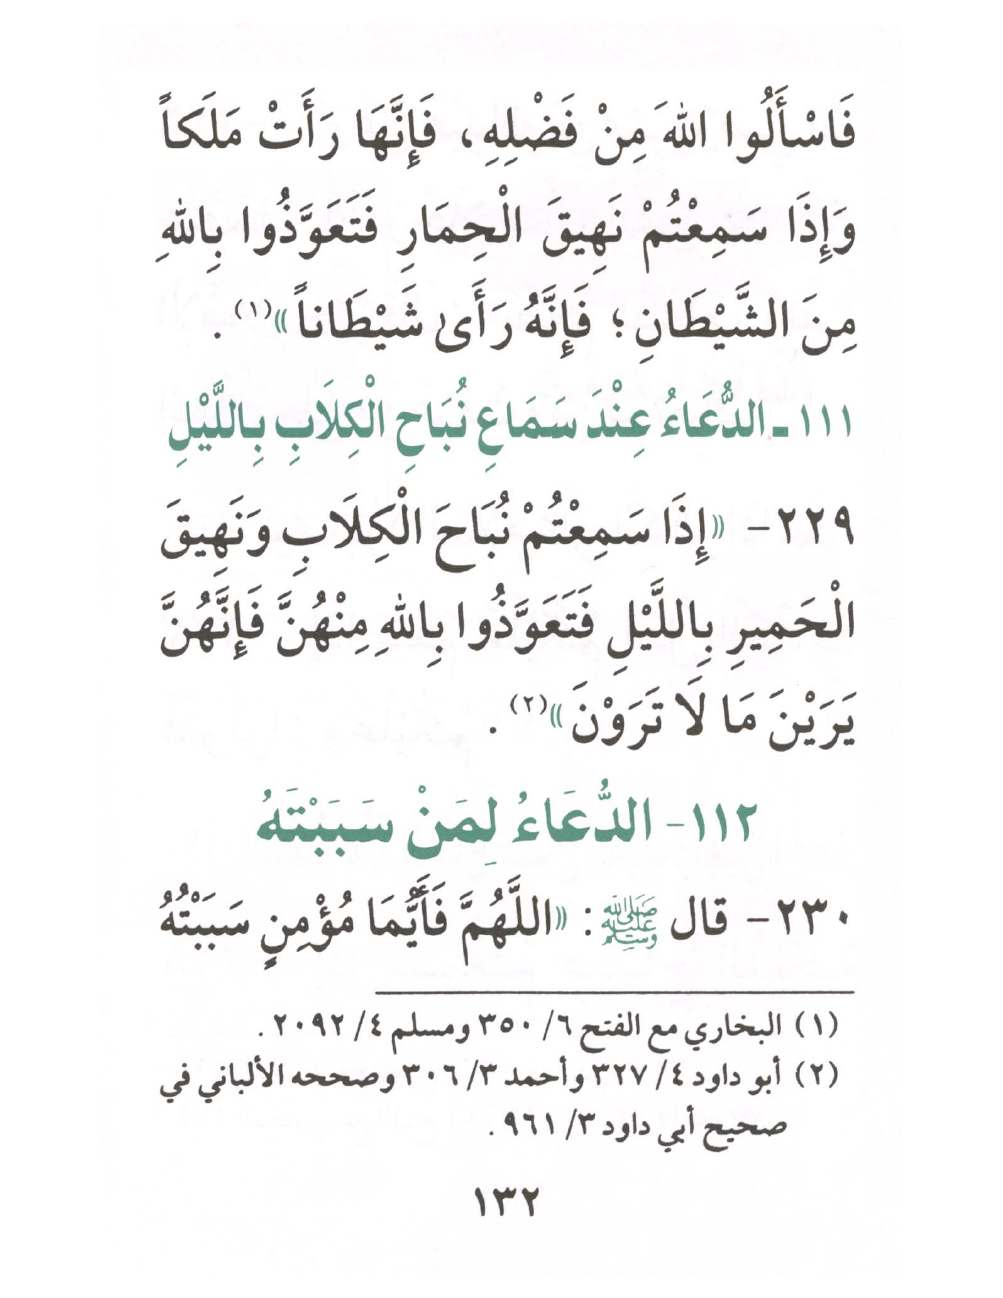 فَاسْأَلُوا اللهَ مِنْ فَضْلِهِ، فَإِنَّهَا رَأَتْ مَلَكاً
وَإِذَا سَمِعْتُمْ نَهِيقَ الْحِمَارِ فَتَعَوَّذُوا بِاللهِ
مِنَ الشَّيْطَانِ؛ فَإِنَّهُ رَأَىٰ شَيْطَاناً»(١).
١١١ـ الدُّعَاءُ عِنْدَ سَمَاعِ نُبَاحِ الْكِلَابِ بِاللَّيْلِ
٢٢٩- «إِذَا سَمِعْتُمْ نُبَاحَ الْكِلَابِ وَنَهِيقَ
الْحَمِيرِ بِاللَّيْلِ فَتَعَوَّذُوا بِاللهِ مِنْهُنَّ فَإِنَّهُنَّ
يَرَيْنَ مَا لَا تَرَوْنَ»(٢).
١١٢- الدُّعَاءُ لِمَنْ سَبَبْتَهُ
٢٣٠- قال ﷺ: «اللَّهُمَّ فَأَيُّمَا مُؤْمِنٍ سَبَبْتُهُ
(١) البخاري مع الفتح ٦/ ٣٥٠ ومسلم ٤/ ٢٠٩٢.
(٢) أبو داود ٤/ ٣٢٧ وأحمد ٣/ ٣٠٦ وصححه الألباني في
صحيح أبي داود ٣/ ٩٦١.
١٣٢